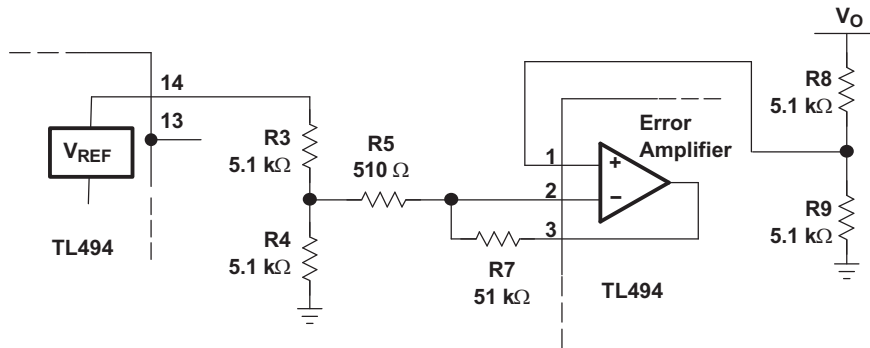 VO
14
13
VREF
TL494
R3
5.1 kΩ
R4
5.1 kΩ
R5
510 Ω
R7
51 kΩ
1
2
3
+
−
Error
Amplifier
TL494
R8
5.1 kΩ
R9
5.1 kΩ